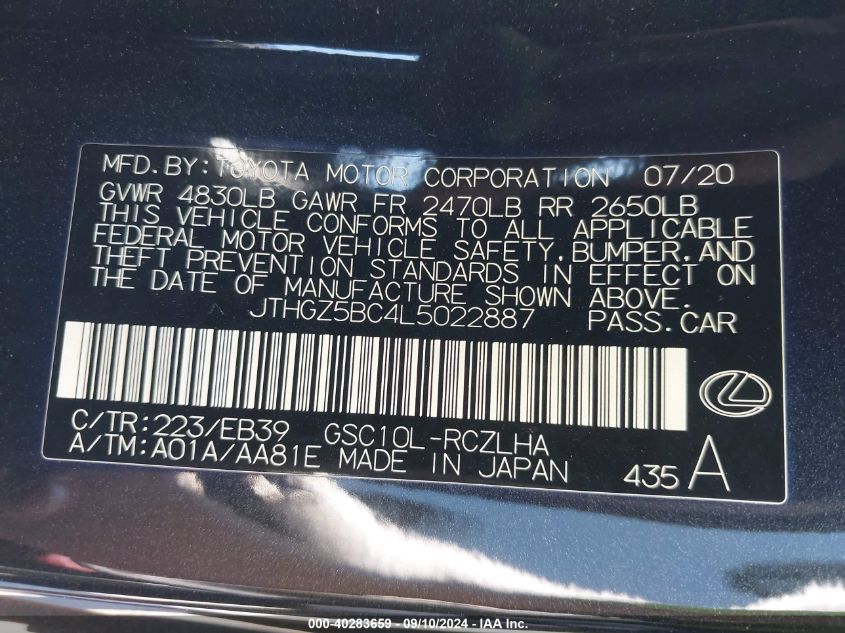 MFD.BY:TOYOTA MOTOR CORPORATION 07/20
GVWR 4830LB GAWR FR 2470LB RR 2650LB
THIS VEHICLE CONFORMS TO ALL APPLICABLE
FEDERAL MOTOR VEHICLE SAFETY,BUMPER,AND
THEFT PREVENTION STANDARDS IN EFFECT ON
THE DATE OF MANUFACTURE SHOWN ABOVE.
JTHGZ5BC4L5022887 PASS.CAR
C/TR:223/EB39 GSC10L-RCZLHA
A/TM:A01A/AA81E MADE IN JAPAN 435 A
000-40283659 - 09/10/2024 - IAA Inc.